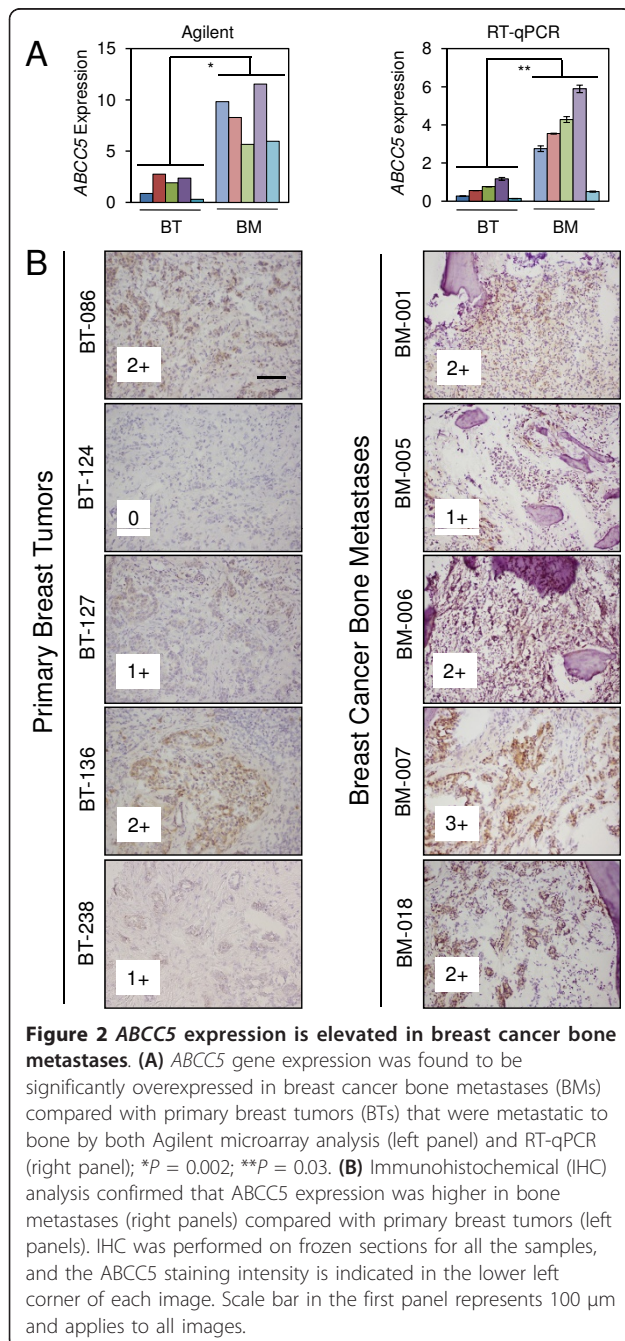 A
Agilent
ABCC5 Expression
15
10
5
0
*
BT
BM
RT-qPCR
ABCC5 expression
8
6
4
2
0
**
BT
BM
B
Primary Breast Tumors
BT-086
2+
BT-124
0
BT-127
1+
BT-136
2+
BT-238
1+
Breast Cancer Bone Metastases
BM-001
2+
BM-005
1+
BM-006
2+
BM-007
3+
BM-018
2+
Figure 2 ABCC5 expression is elevated in breast cancer bone
metastases. (A) ABCC5 gene expression was found to be
significantly overexpressed in breast cancer bone metastases (BMs)
compared with primary breast tumors (BTs) that were metastatic to
bone by both Agilent microarray analysis (left panel) and RT-qPCR
(right panel); *P = 0.002; **P = 0.03. (B) Immunohistochemical (IHC)
analysis confirmed that ABCC5 expression was higher in bone
metastases (right panels) compared with primary breast tumors (left
panels). IHC was performed on frozen sections for all the samples,
and the ABCC5 staining intensity is indicated in the lower left
corner of each image. Scale bar in the first panel represents 100 μm
and applies to all images.